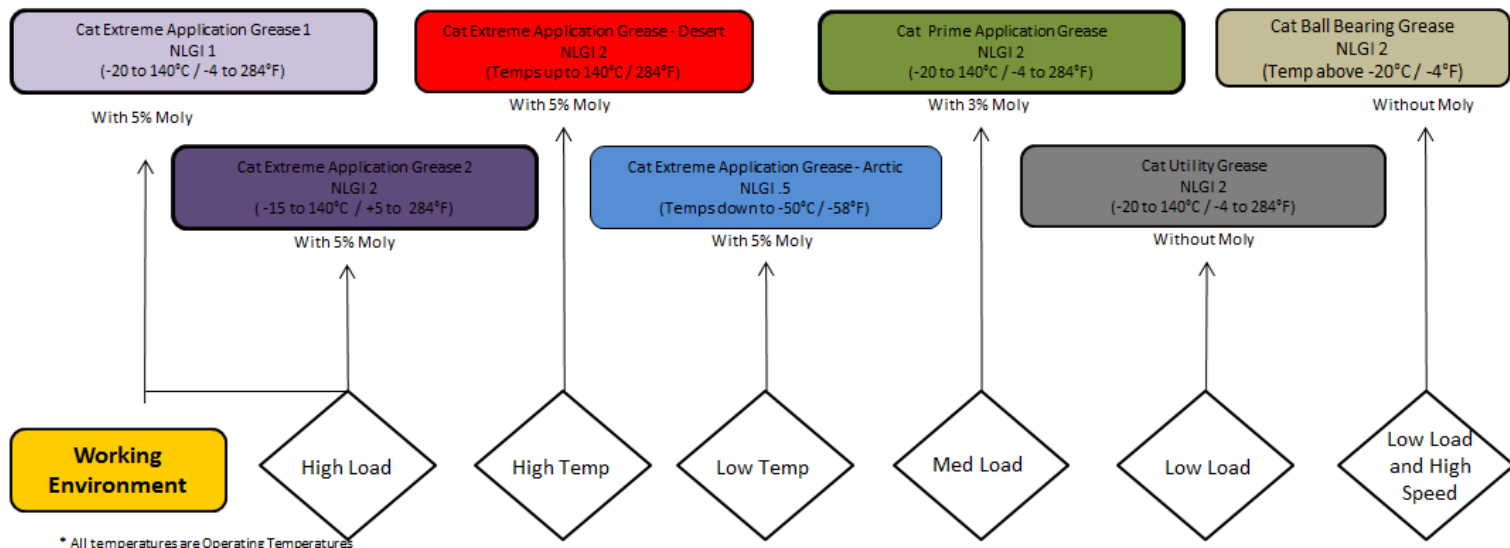 Cat Extreme Application Grease 1
NLGI 1
(-20 to 140°C / -4 to 284°F)
With 5% Moly
Cat Extreme Application Grease - Desert
NLGI 2
(Temps up to 140°C / 284°F)
With 5% Moly
Cat Prime Application Grease
NLGI 2
(-20 to 140°C / -4 to 284°F)
With 3% Moly
Cat Ball Bearing Grease
NLGI 2
(Temp above -20°C / -4°F)
Without Moly
Cat Extreme Application Grease 2
NLGI 2
( -15 to 140°C / +5 to 284°F)
With 5% Moly
Cat Extreme Application Grease - Arctic
NLGI .5
(Temps down to -50°C / -58°F)
With 5% Moly
Cat Utility Grease
NLGI 2
(-20 to 140°C / -4 to 284°F)
Without Moly
Working
Environment
High Load
High Temp
Low Temp
Med Load
Low Load
Low Load
and High
Speed
* All temperatures are Operating Temperatures